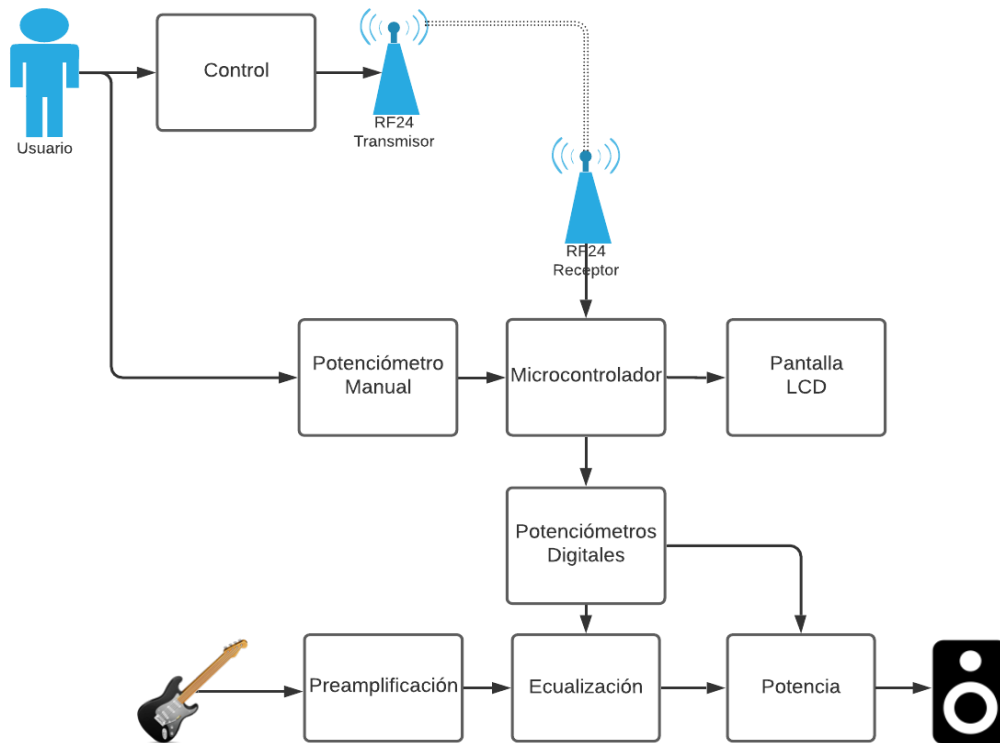 Control
RF24
Transmisor
Usuario
RF24
Receptor
Potenciómetro
Manual
Microcontrolador
Pantalla
LCD
Potenciómetros
Digitales
Preamplificación
Ecualización
Potencia